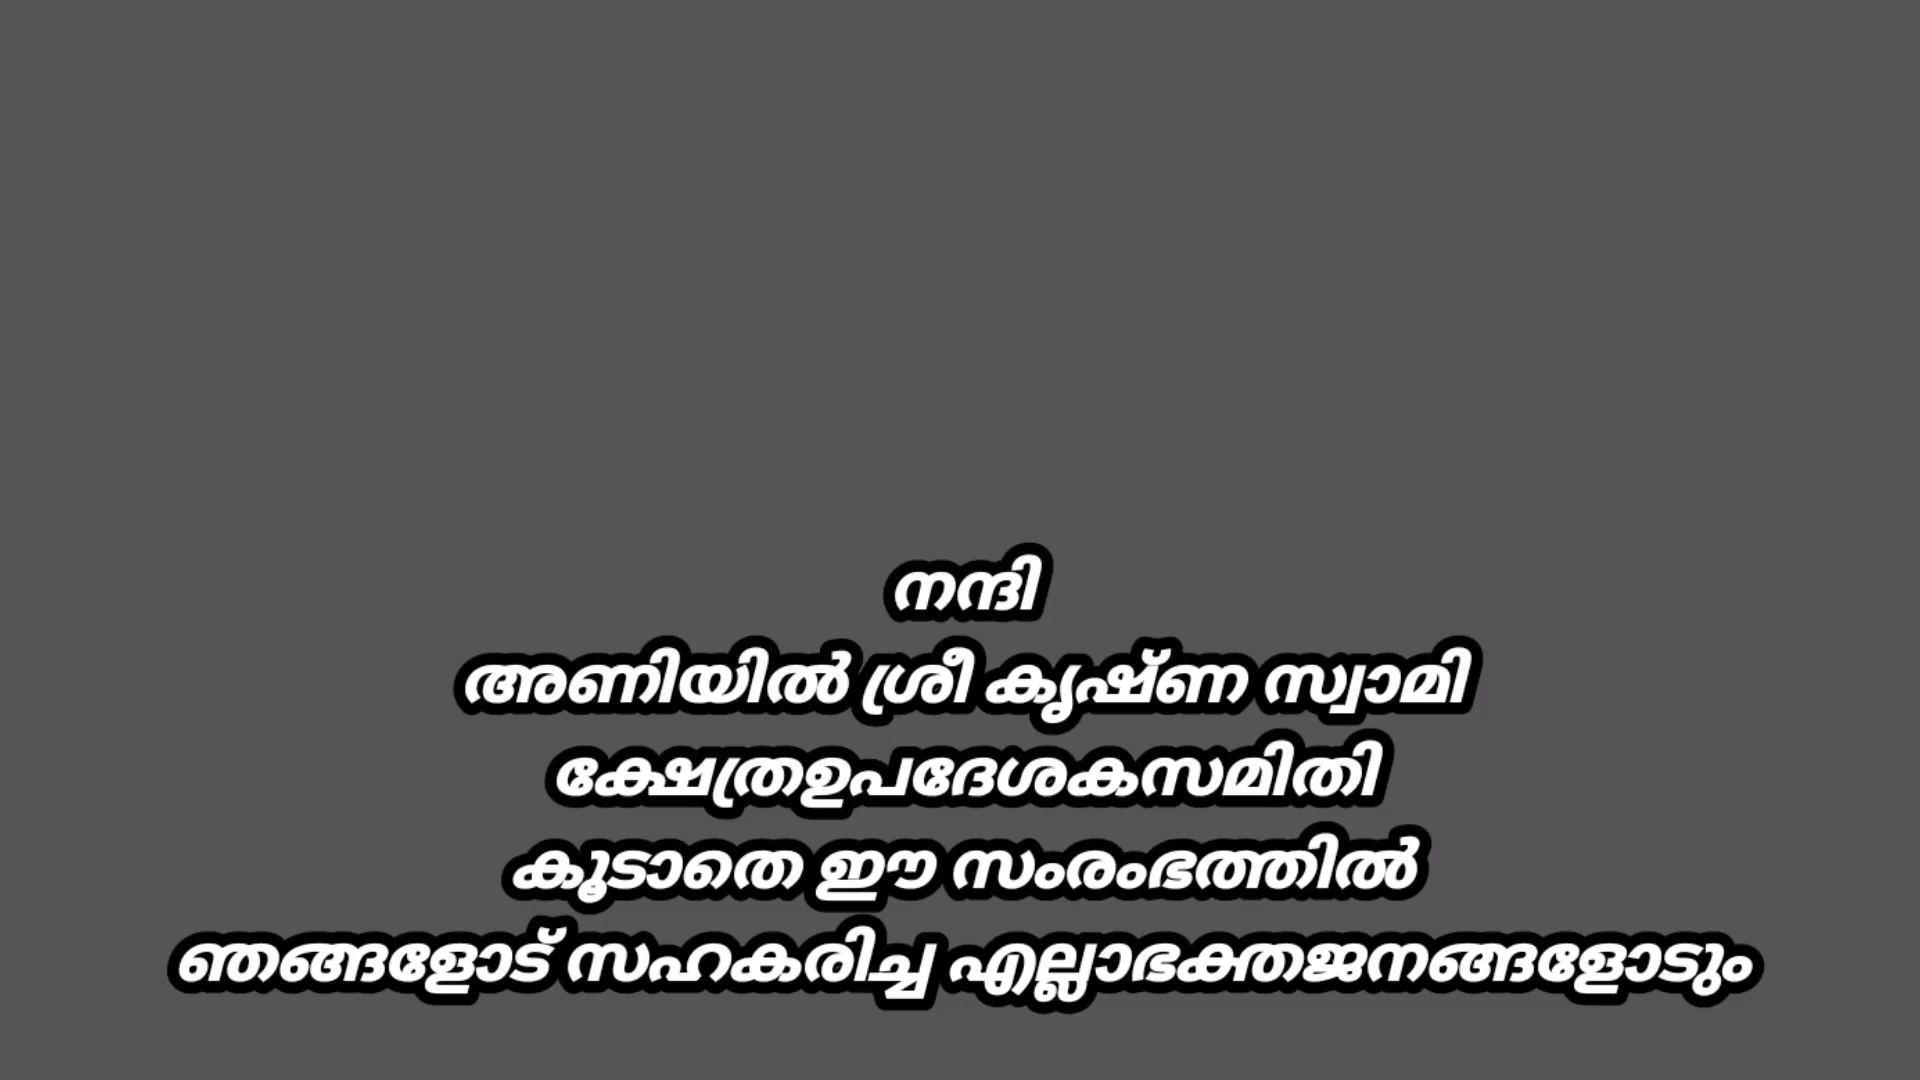 നന്ദി
അണിയിൽ ശ്രീ കൃഷ്ണ സ്വാമി
ക്ഷേത്രഉപദേശകസമിതി
കൂടാതെ ഈ സംരംഭത്തിൽ
ഞങ്ങളോട് സഹകരിച്ച എല്ലാഭക്തജനങ്ങളോടും